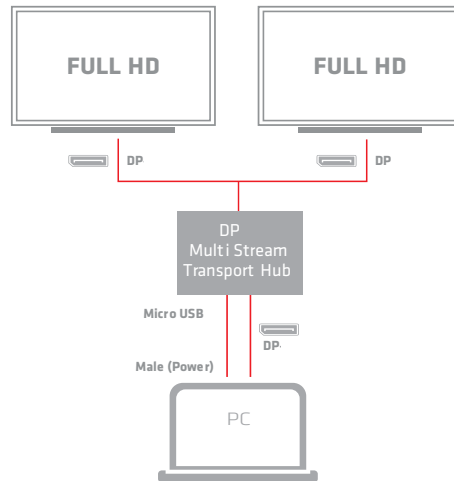 FULL HD
FULL HD
DP
DP
DP
Multi Stream
Transport Hub
Micro USB
DP.
Male (Power)
PC